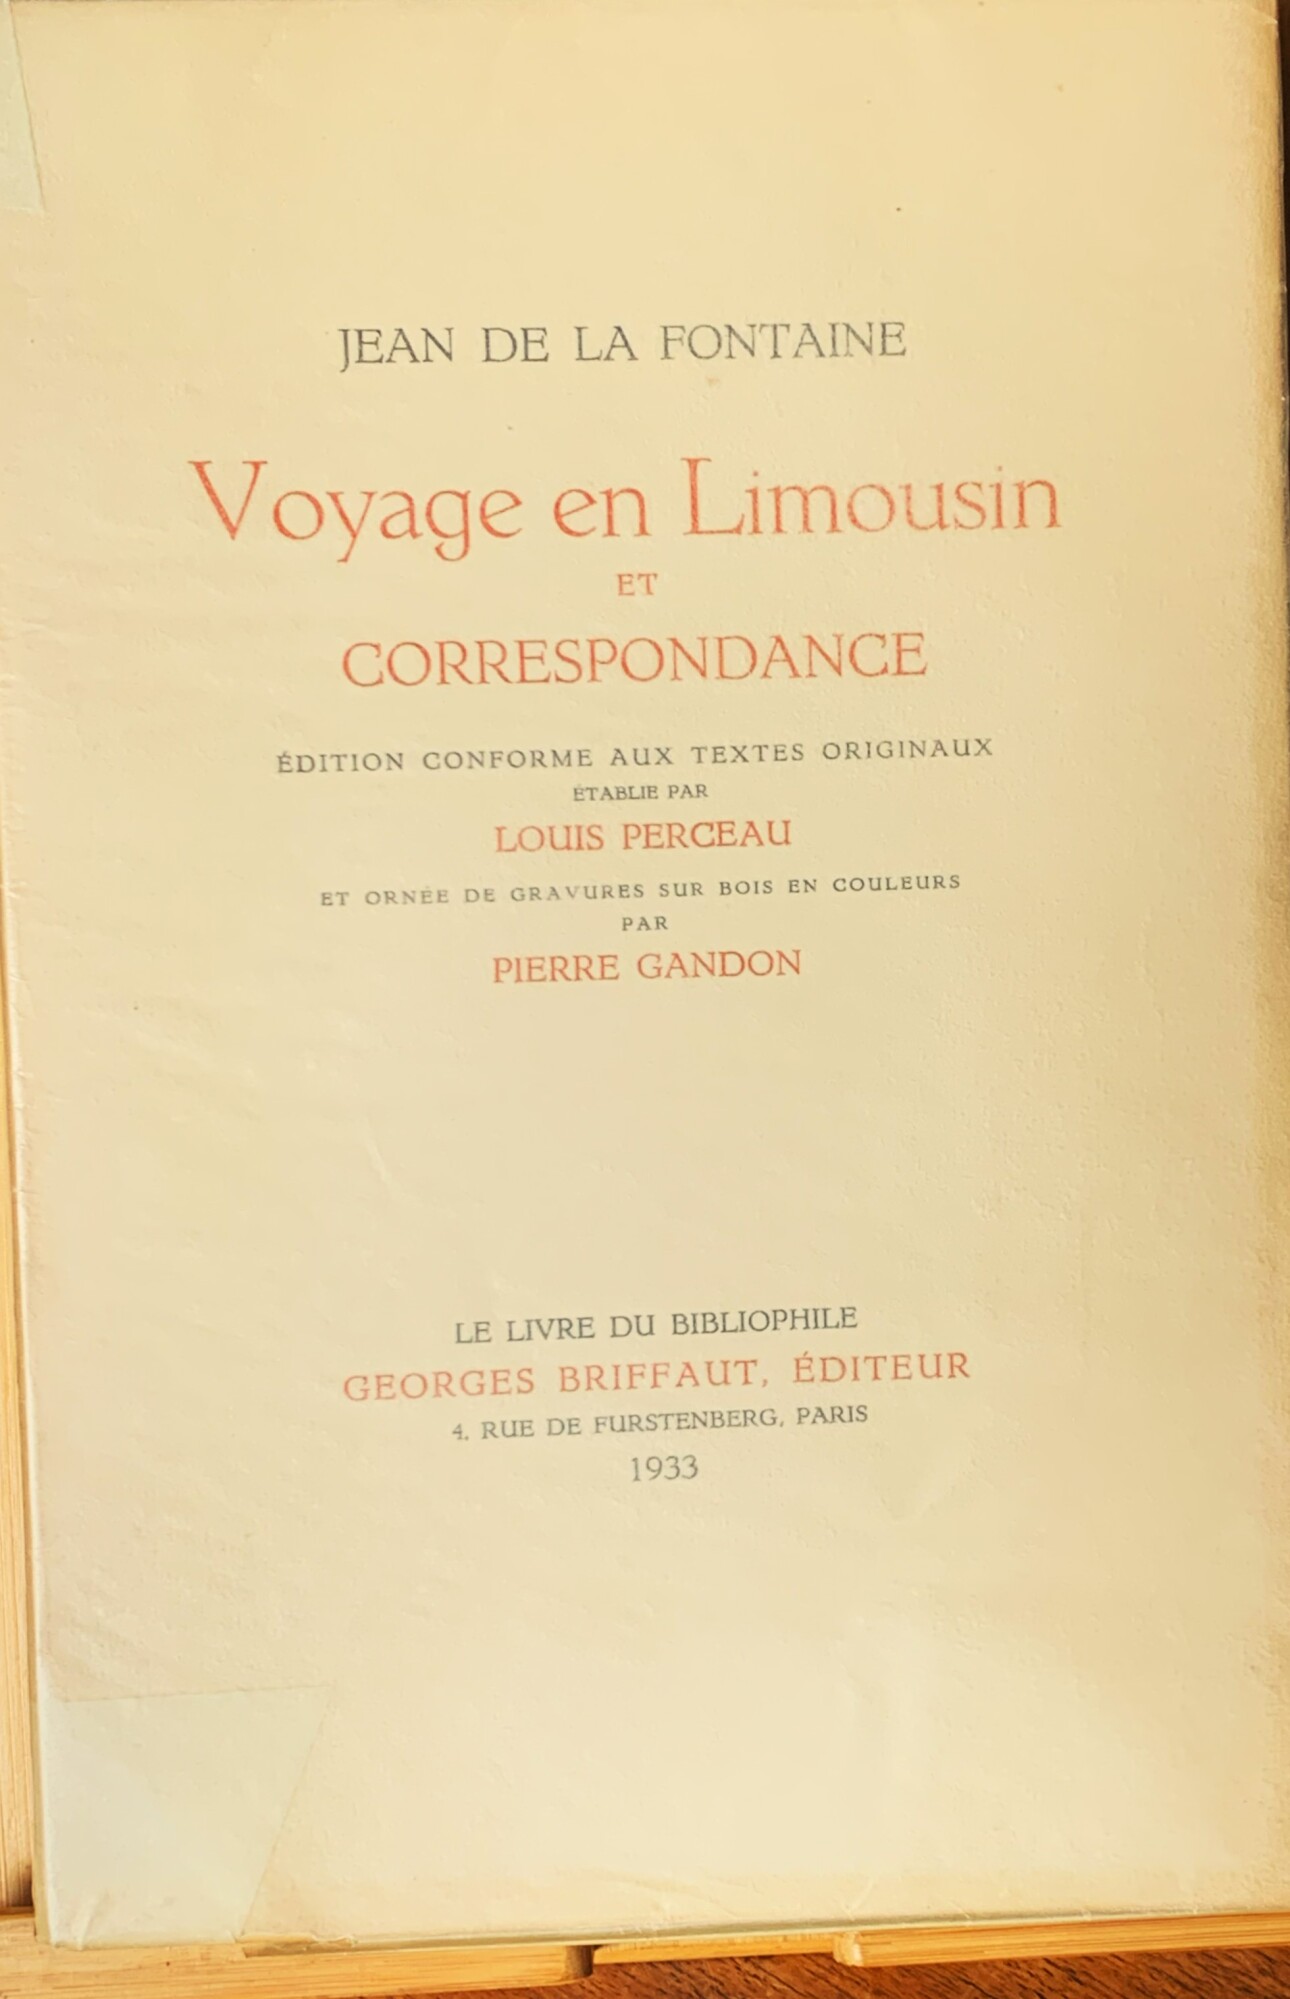 JEAN DE LA FONTAINE
Voyage en Limousin
ET
CORRESPONDANCE
ÉDITION CONFORME AUX TEXTES ORIGINAUX
ÉTABLIE PAR
LOUIS PERCEAU
ET ORNÉE DE GRAVURES SUR BOIS EN COULEURS
PAR
PIERRE GANDON
LE LIVRE DU BIBLIOPHILE
GEORGES BRIFFAUT, ÉDITEUR
4, RUE DE FURSTENBERG, PARIS
1933